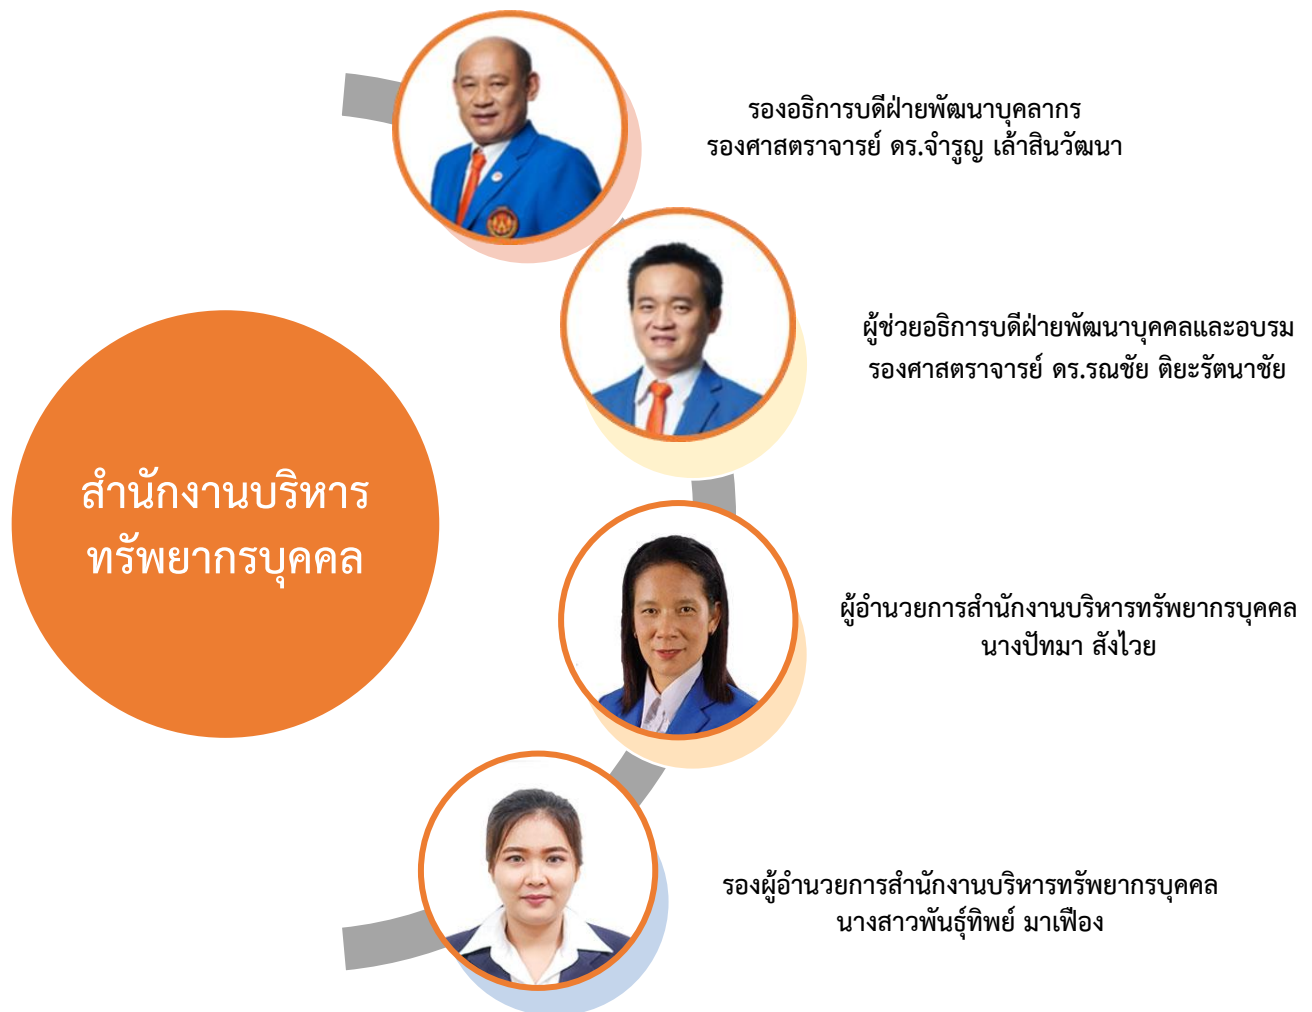 รองอธิการบดีฝ่ายพัฒนาบุคลากร
รองศาสตราจารย์ ดร.จำรูญ เล้าสินวัฒนา
ผู้ช่วยอธิการบดีฝ่ายพัฒนาบุคคลและอบรม
รองศาสตราจารย์ ดร.รณชัย ติยะรัตนาชัย
สำนักงานบริหาร
ทรัพยากรบุคคล
ผู้อำนวยการสำนักงานบริหารทรัพยากรบุคคล
นางปัทมา สังไวย
รองผู้อำนวยการสำนักงานบริหารทรัพยากรบุคคล
นางสาวพันธุ์ทิพย์ มาเฟือง